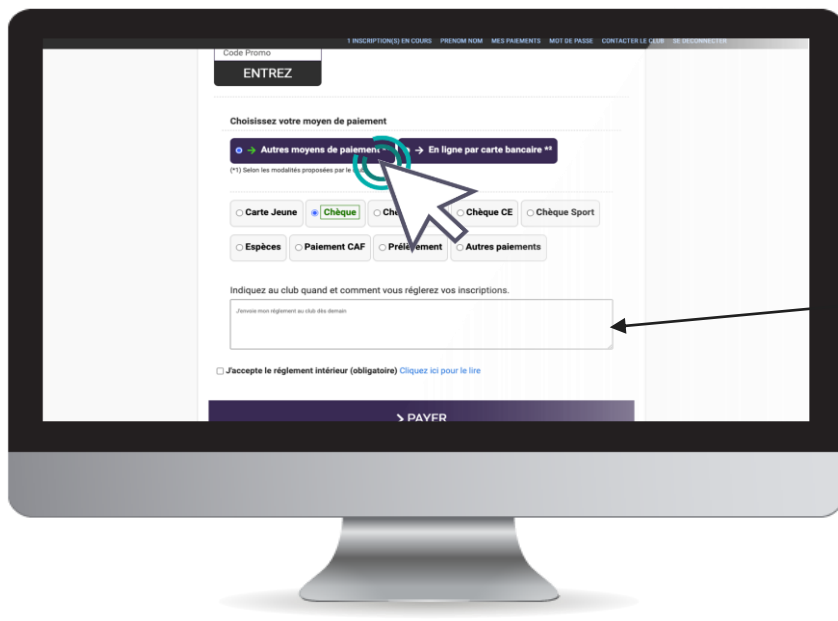 1 INSCRIPTION(S) EN COURS PRENOM NOM MES PAIEMENTS MOT DE PASSE CONTACTER LE CLUB SE DECONNECTER
Code Promo
ENTREZ
Choisissez votre moyen de paiement
→ Autres moyens de paiement → En ligne par carte bancaire *²
(*1) Selon les modalités proposées par le
Carte Jeune Chèque Chèque CE Chèque Sport
Espèces Paiement CAF Prélèvement Autres paiements
Indiquez au club quand et comment vous réglerez vos inscriptions.
J'envoie mon règlement au club dès demain
J'accepte le réglement intérieur (obligatoire) Cliquez ici pour le lire
> PAYER